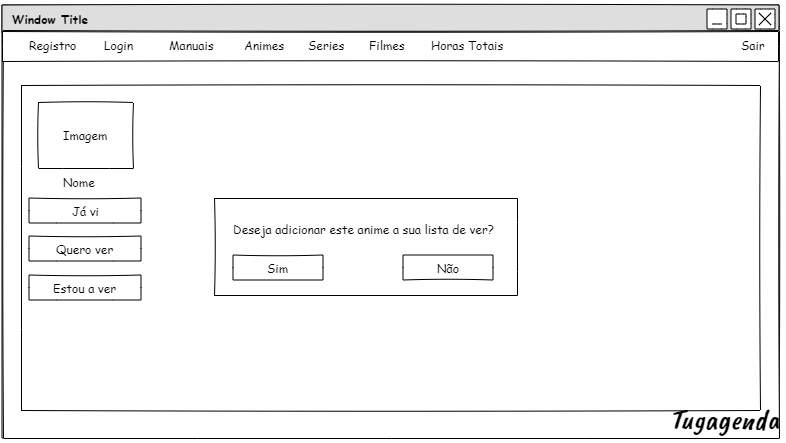 Window Title
Registro Login Manuais Animes Series Filmes Horas Totais Sair
Imagem
Nome
Já vi
Quero ver
Estou a ver
Deseja adicionar este anime a sua lista de ver?
Sim Não
Tugagenda